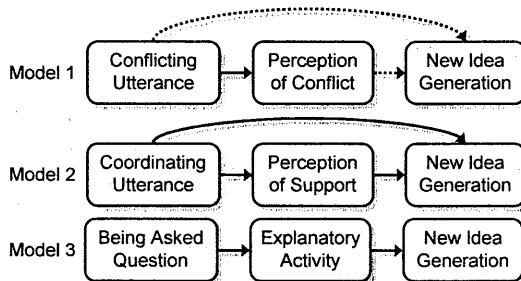 Conflicting Perception New Idea
Model 1 Utterance of Conflict Generation
Coordinating Perception New Idea
Model 2 Utterance of Support Generation
Being Asked Explanatory New Idea
Model 3 Question Activity Generation